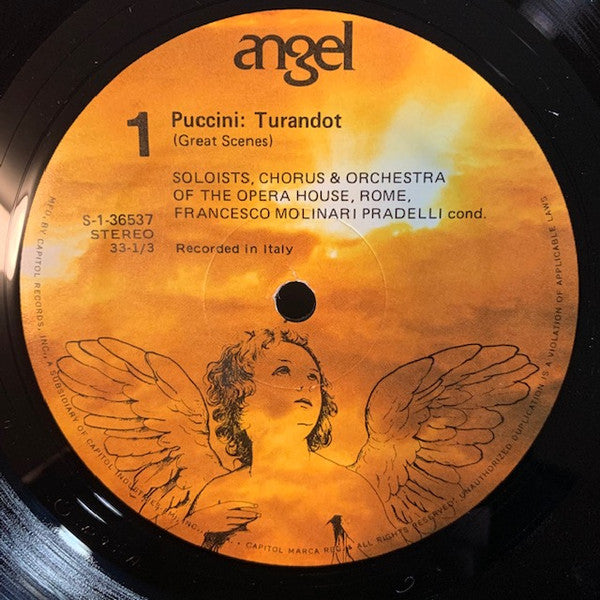 angel
1
Puccini: Turandot
(Great Scenes)
SOLOISTS, CHORUS & ORCHESTRA
OF THE OPERA HOUSE, ROME,
FRANCESCO MOLINARI PRADELLI cond.
S-1-36537
STEREO
33-1/3
Recorded in Italy
MFD. BY CAPITOL RECORDS, INC., A SUBSIDIARY OF CAPITOL INDUSTRIES INC. • CAPITOL MARCA REG. • ALL RIGHTS RESERVED. UNAUTHORIZED DUPLICATION IS A VIOLATION OF APPLICABLE LAWS